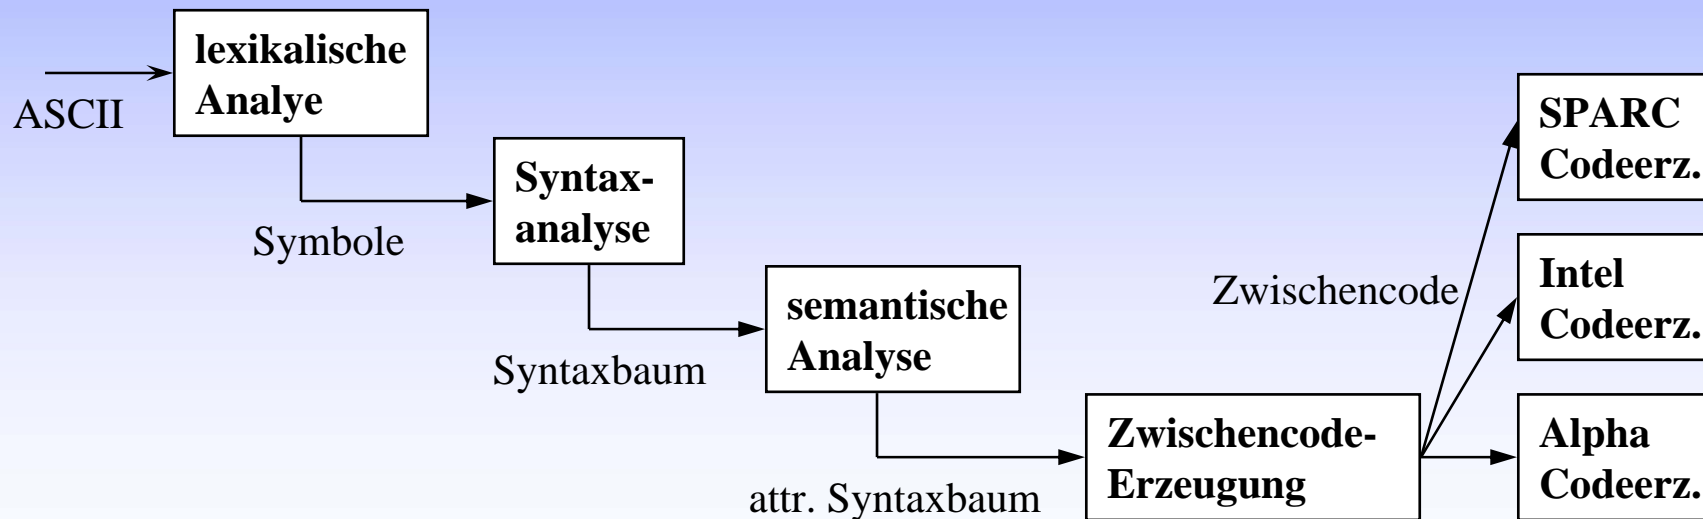 lexikalische
Analye
ASCII
Syntax-
analyse
Symbole
semantische
Analyse
Syntaxbaum
Zwischencode-
Erzeugung
attr. Syntaxbaum
Zwischencode
SPARC
Codeerz.
Intel
Codeerz.
Alpha
Codeerz.